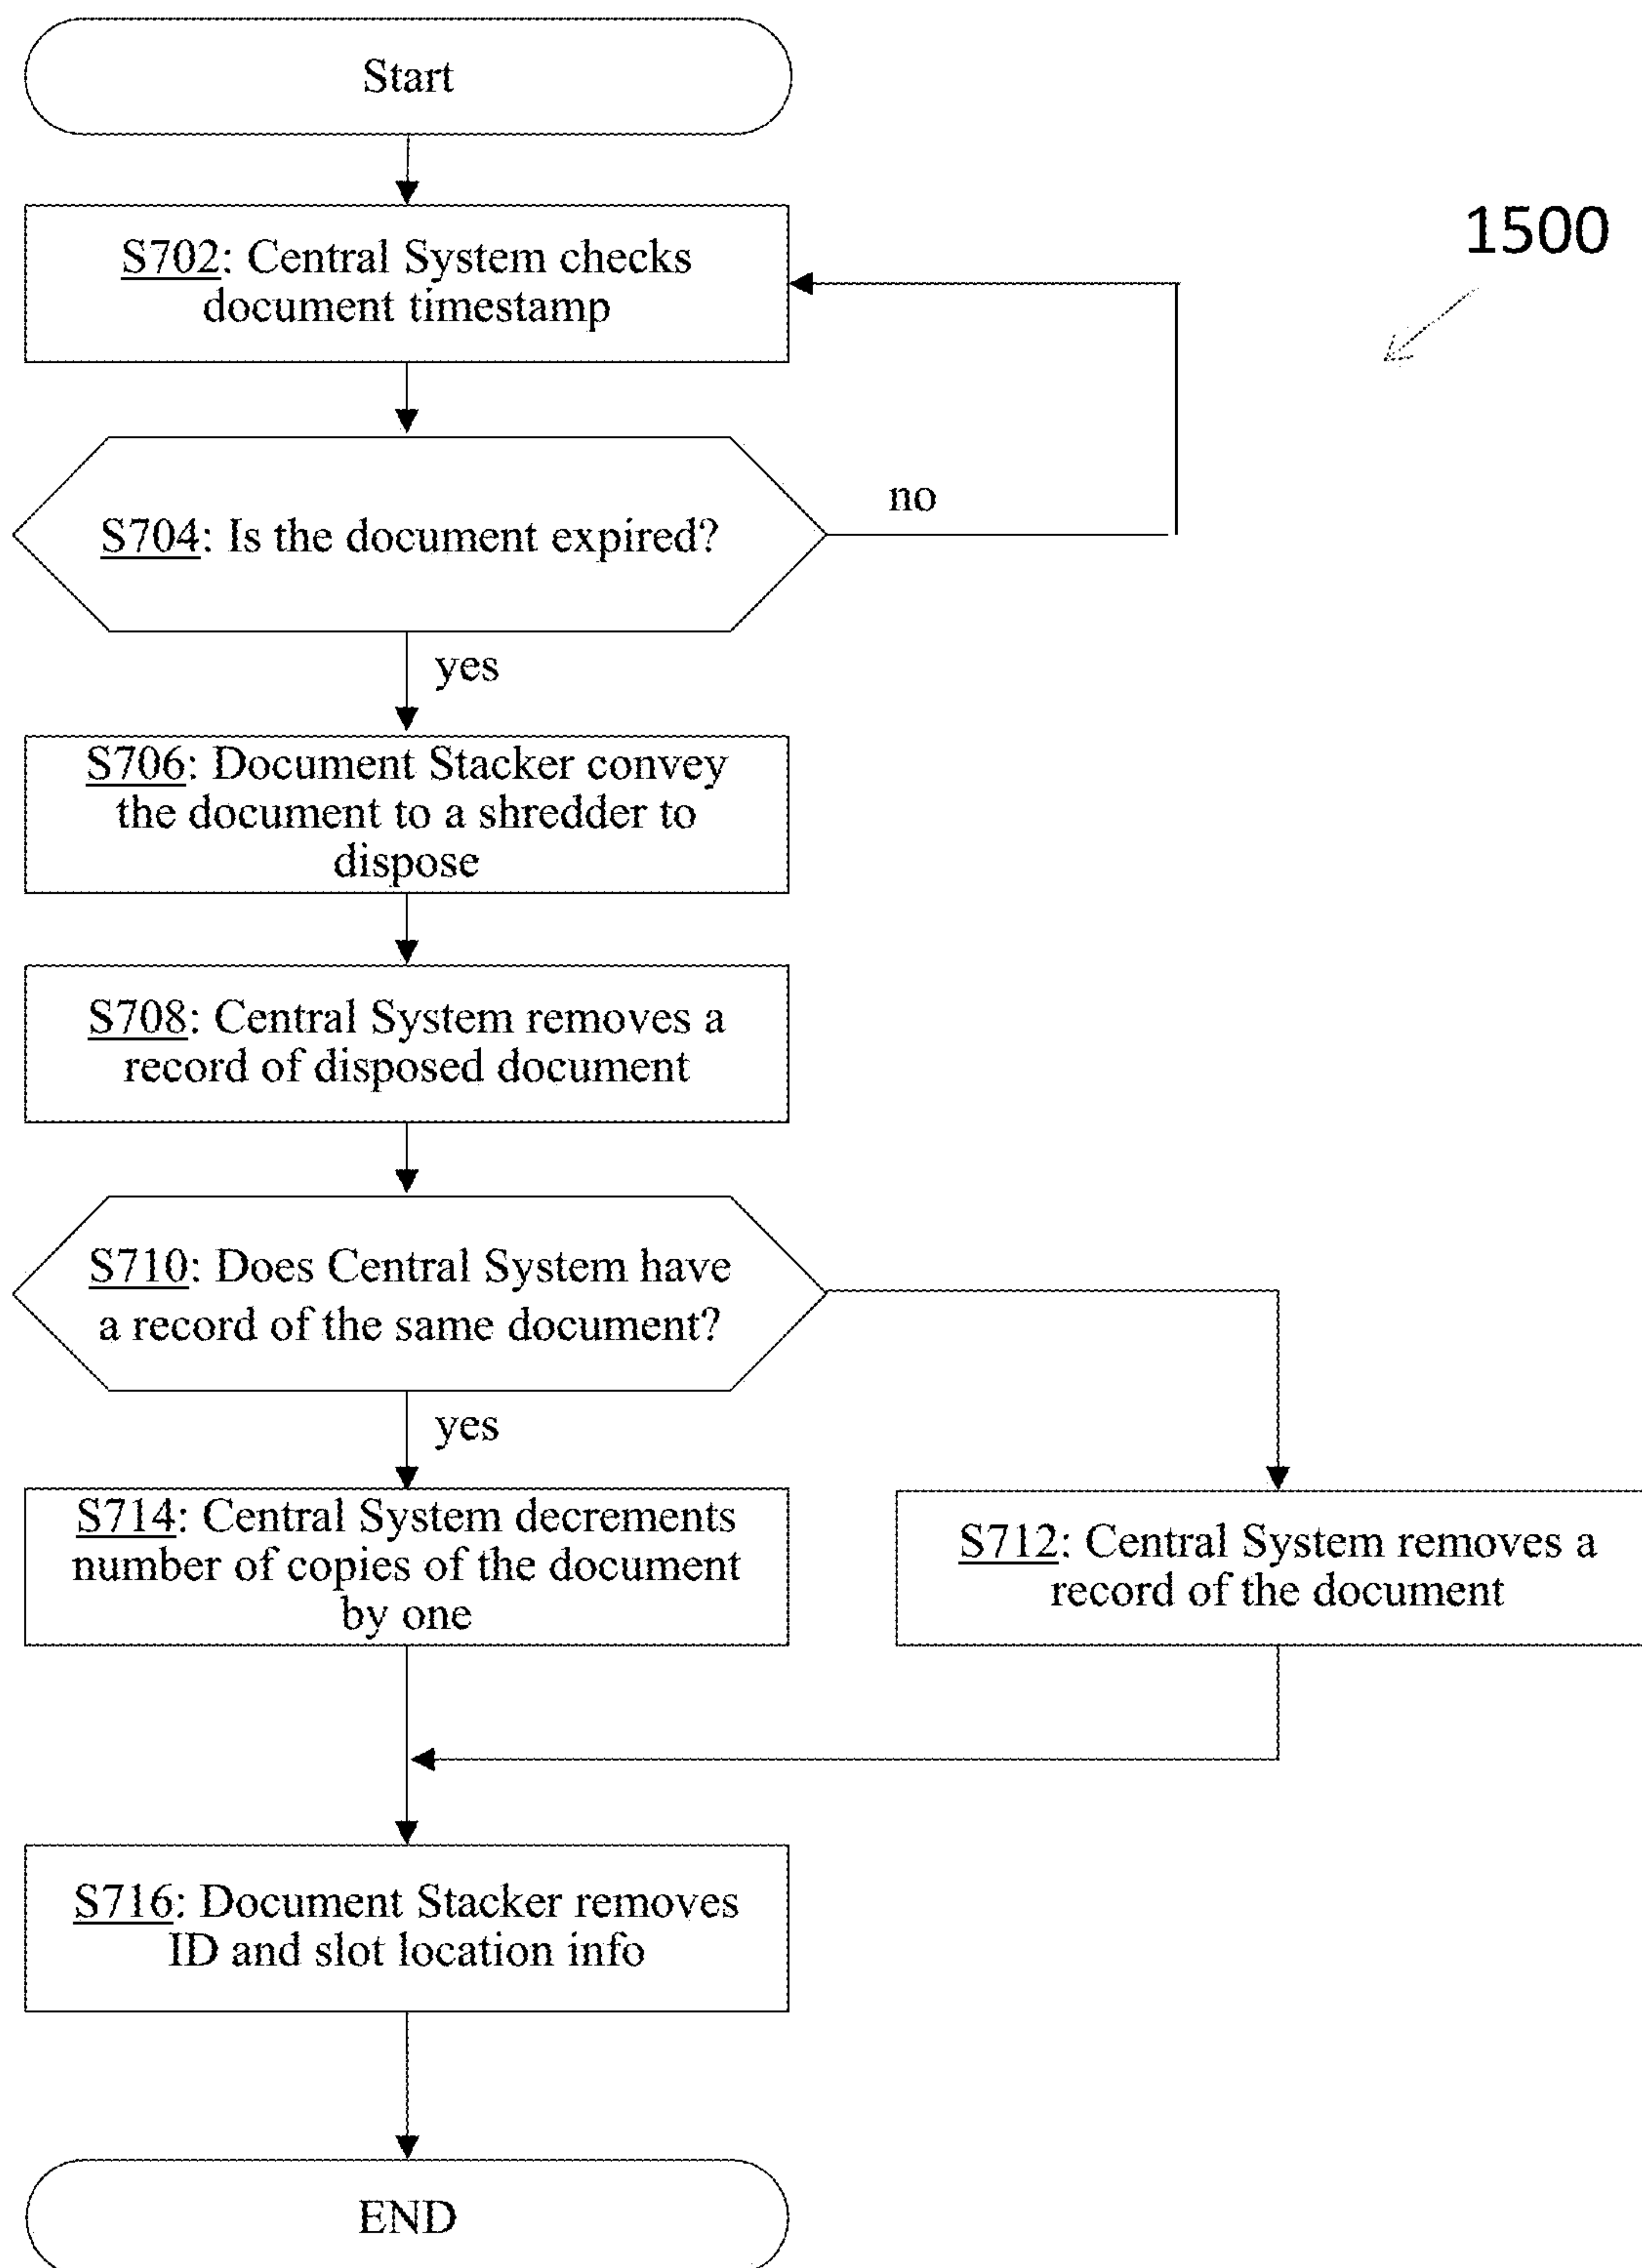 Start
1500
S702: Central System checks
document timestamp
no
S704: Is the document expired?
yes
S706: Document Stacker convey
the document to a shredder to
dispose
S708: Central System removes a
record of disposed document
S710: Does Central System have
a record of the same document?
yes
S714: Central System decrements
number of copies of the document
by one
S712: Central System removes a
record of the document
S716: Document Stacker removes
ID and slot location info
END